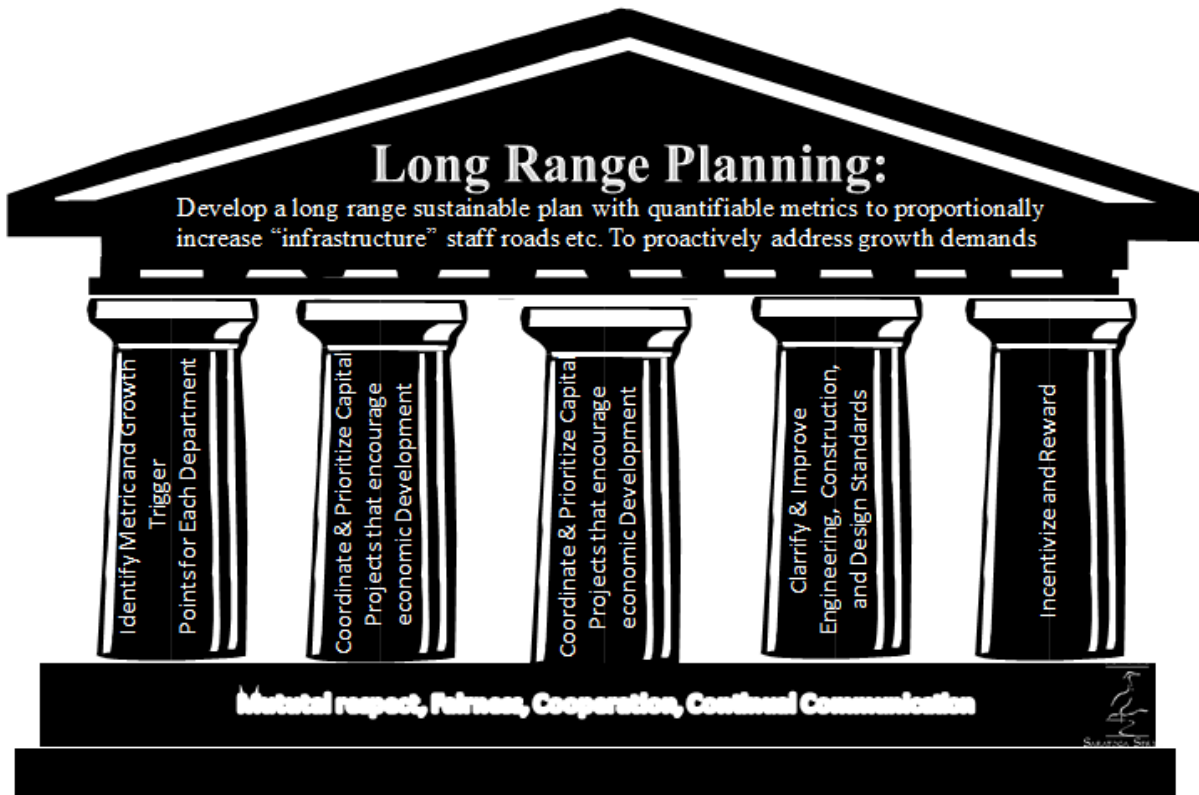 Long Range Planning:
Develop a long range sustainable plan with quantifiable metrics to proportionally
increase “infrastructure” staff roads etc. To proactively address growth demands
Identify Metric and Growth
Trigger
Points for Each Department
Coordinate & Prioritize Capital
Projects that encourage
economic Development
Coordinate & Prioritize Capital
Projects that encourage
economic Development
Clarrify & Improve
Engineering, Construction,
and Design Standards
Incentivize and Reward
Mututal respect, Fairness, Cooperation, Continual Communication
Saratoga